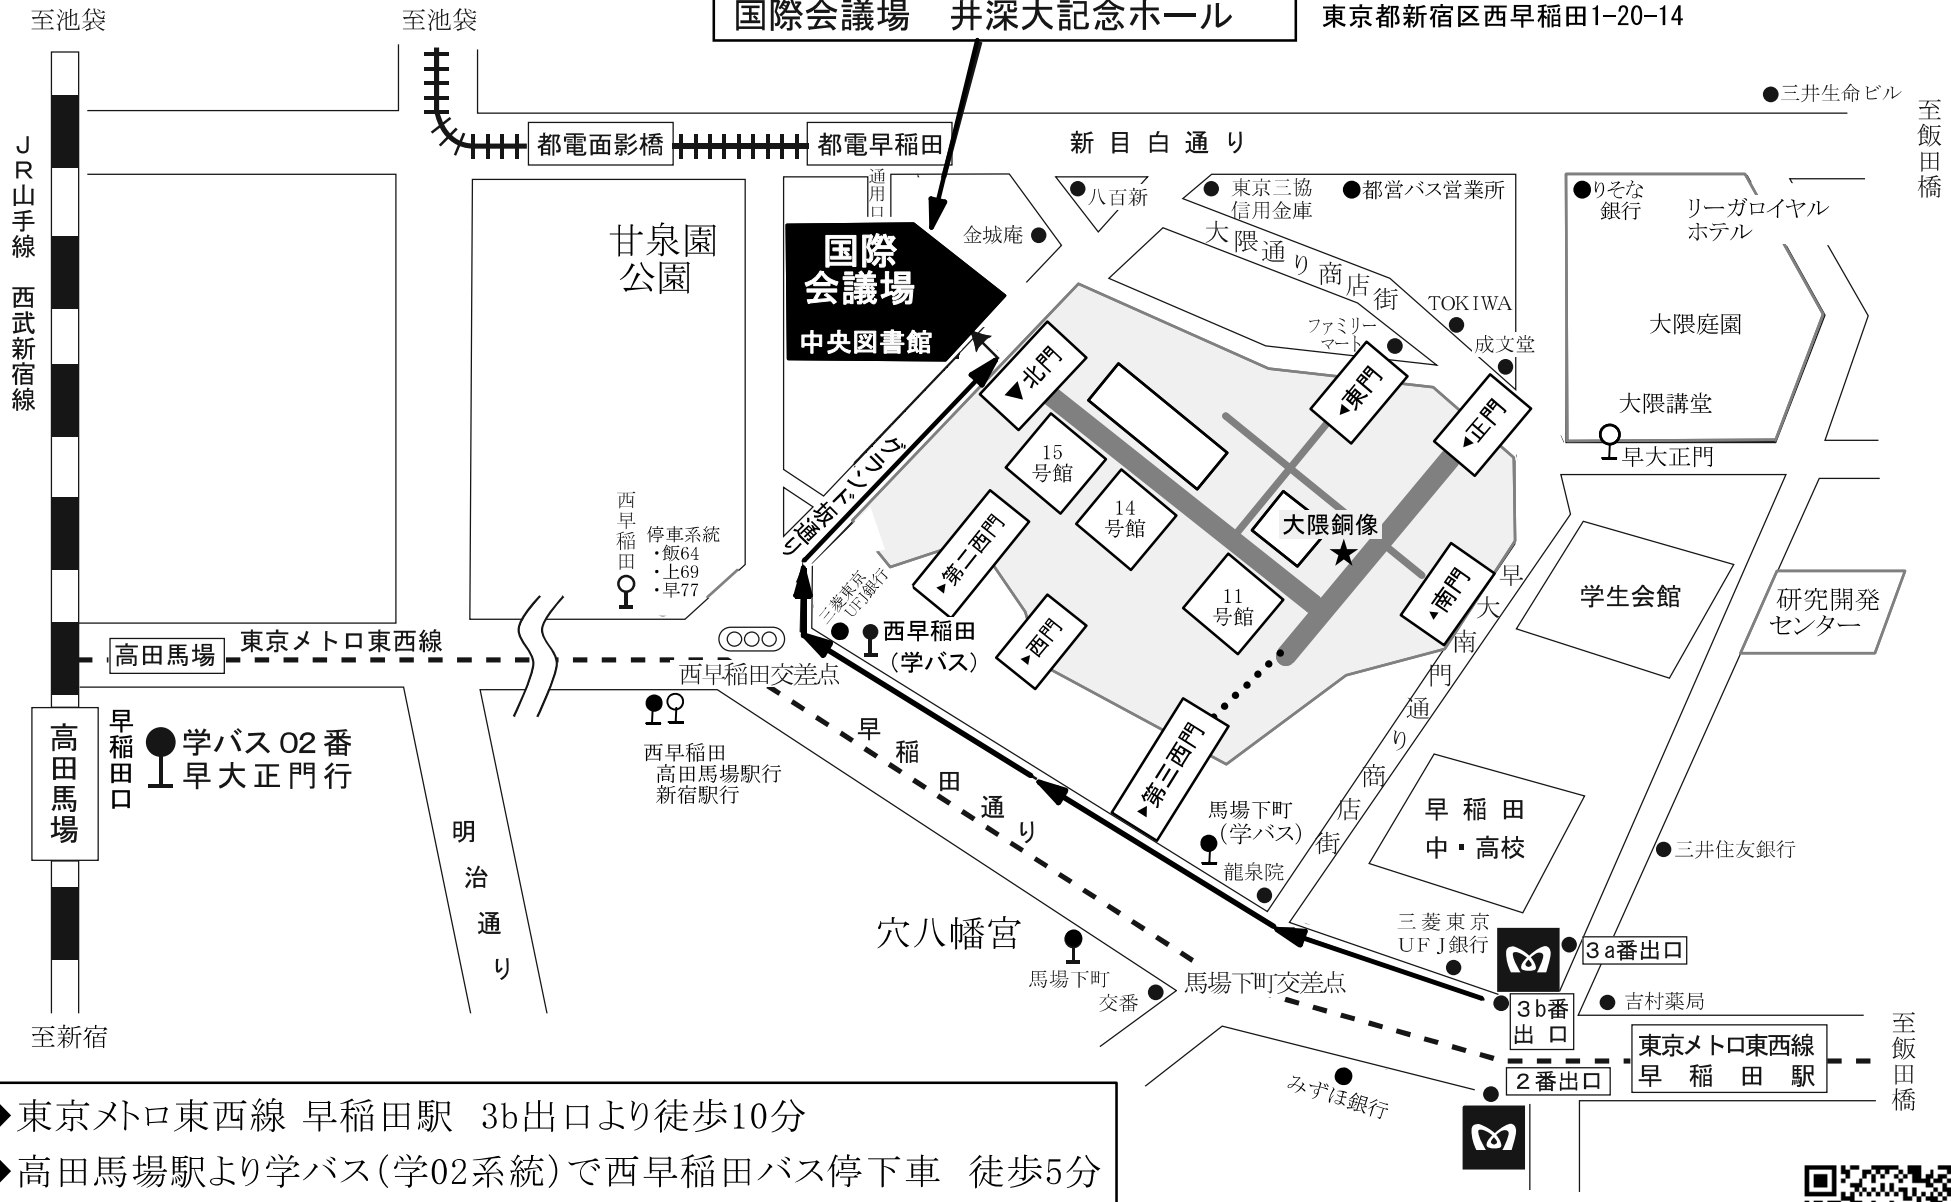 至池袋
至池袋
国際会議場　井深大記念ホール
東京都新宿区西早稲田1-20-14
三井生命ビル
至飯田橋
JR山手線　西武新宿線
都電面影橋
都電早稲田
新目白通り
通用口
八百新
東京三協
信用金庫
都営バス営業所
りそな
銀行
リーガロイヤル
ホテル
甘泉園
公園
国際
会議場
中央図書館
金城庵
大隈通り商店街
TOKIWA
ファミリー
マート
成文堂
大隈庭園
大隈講堂
早大正門
◀北門
◀東門
◀正門
グランド坂通り
15
号館
14
号館
11
号館
大隈銅像
★
◀第二西門
◀西門
◀南門
◀第三西門
西早稲田
停車系統
・飯64
・上69
・早77
三菱東京
UFJ銀行
西早稲田
（学バス）
早大南門通り商店街
学生会館
研究開発
センター
高田馬場
東京メトロ東西線
西早稲田交差点
高田馬場
早稲田口
学バス02番
早大正門行
西早稲田
高田馬場駅行
新宿駅行
早稲田通り
明治通り
馬場下町
（学バス）
龍泉院
早稲田
中・高校
三井住友銀行
穴八幡宮
馬場下町
交番
馬場下町交差点
三菱東京
UFJ銀行
3a番出口
3b番
出口
吉村薬局
東京メトロ東西線
早稲田駅
2番出口
みずほ銀行
至新宿
至飯田橋
◆東京メトロ東西線 早稲田駅　3b出口より徒歩10分
◆高田馬場駅より学バス（学02系統）で西早稲田バス停下車　徒歩5分